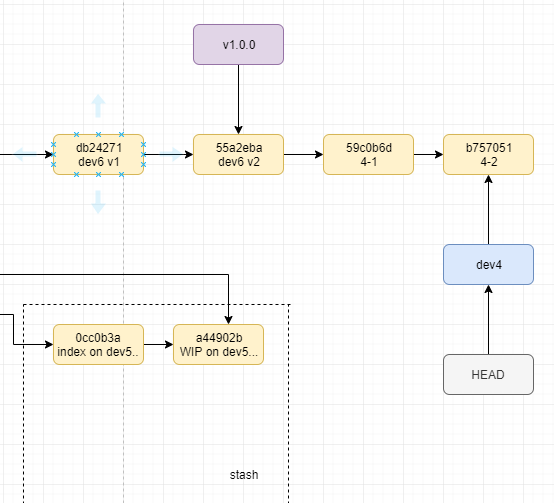 v1.0.0
db24271
dev6 v1
55a2eba
dev6 v2
59c0b6d
4-1
b757051
4-2
dev4
0cc0b3a
index on dev5..
a44902b
WIP on dev5...
HEAD
stash